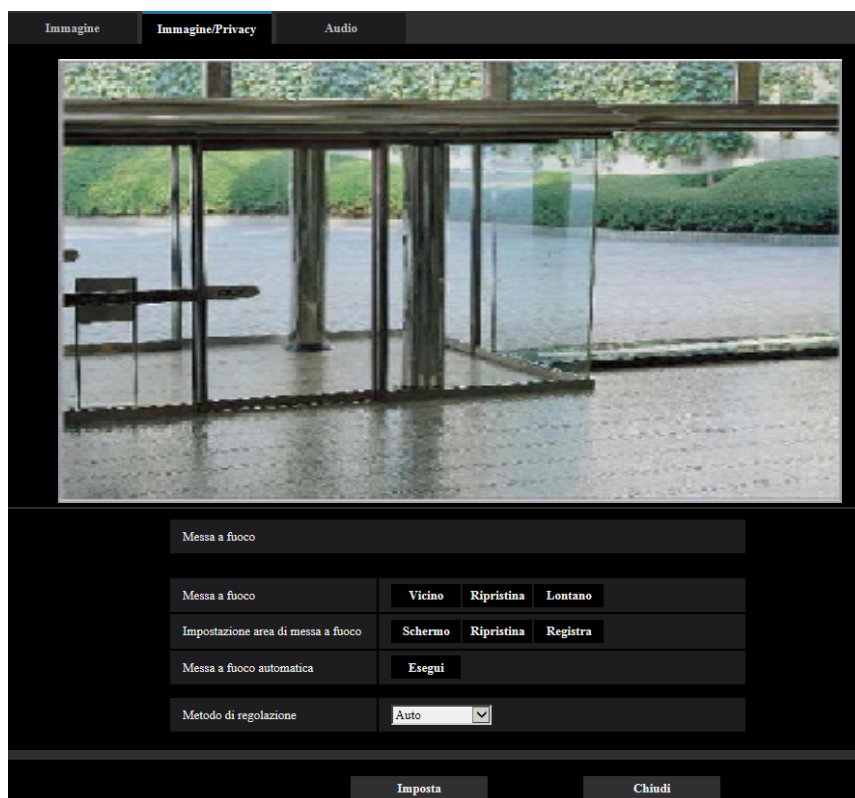 Immagine Immagine/Privacy Audio
Messa a fuoco
Messa a fuoco Vicino Ripristina Lontano
Impostazione area di messa a fuoco Schermo Ripristina Registra
Messa a fuoco automatica Esegui
Metodo di regolazione Auto
Imposta Chiudi